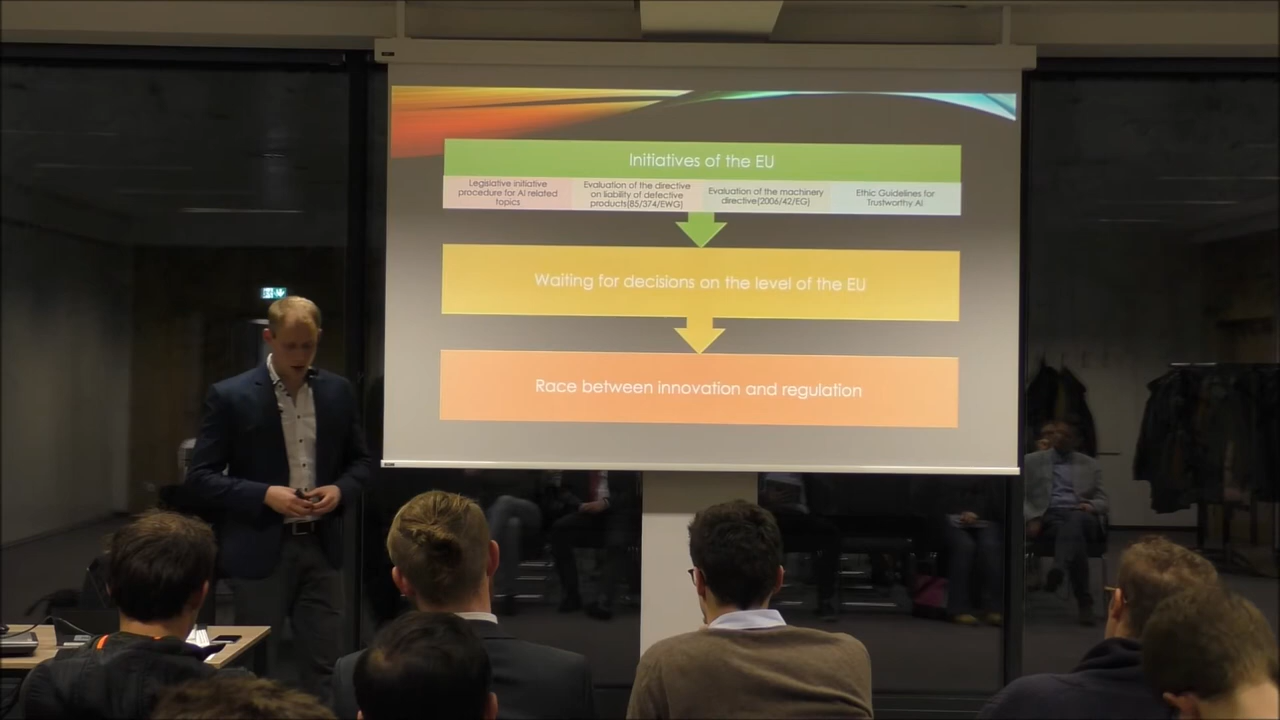 Initiatives of the EU
Legislative initiative
procedure for AI related
topics
Evaluation of the directive
on liability of defective
products(85/374/EWG)
Evaluation of the machinery
directive(2006/42/EG)
Ethic Guidelines for
Trustworthy AI
Waiting for decisions on the level of the EU
Race between innovation and regulation